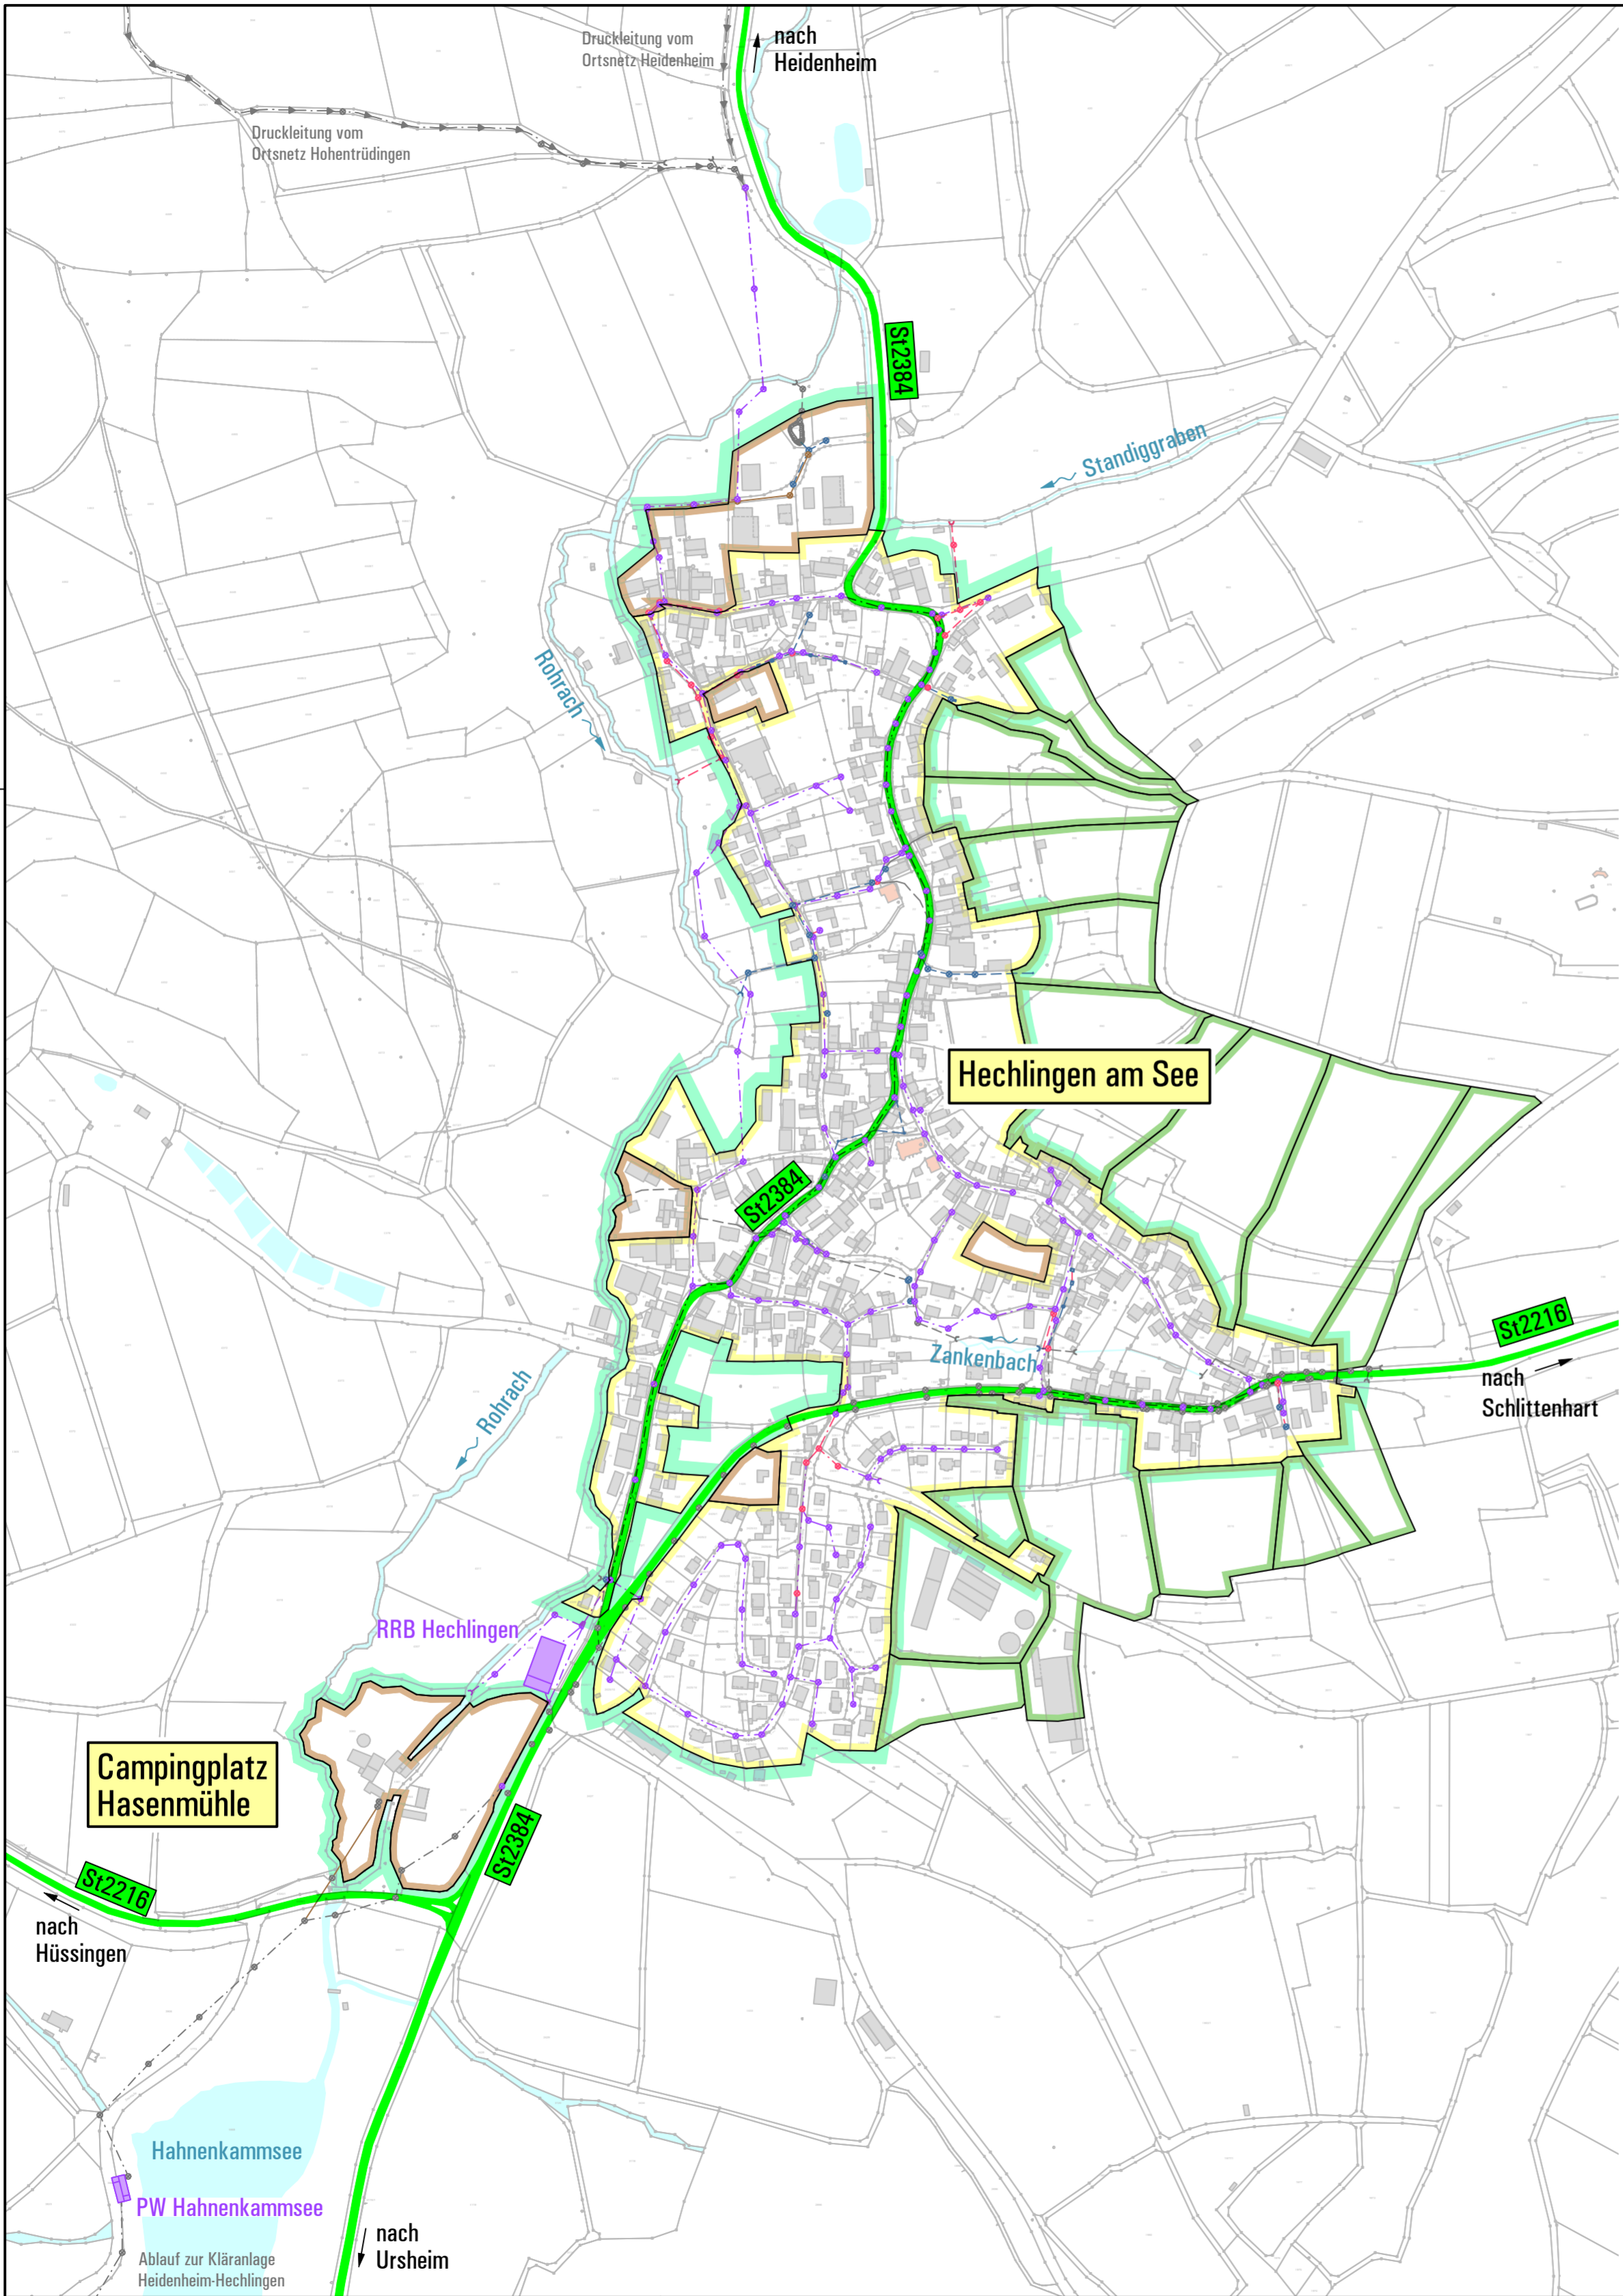 Druckleitung vom
Ortsnetz Heidenheim
nach
Heidenheim
Druckleitung vom
Ortsnetz Hohentrüdingen
St2384
Standiggraben
Rohrach
Hechlingen am See
St2384
St2216
nach
Schlittenhart
Zankenbach
Rohrach
RRB Hechlingen
Campingplatz
Hasenmühle
St2384
St2216
nach
Hüssingen
Hahnenkammsee
PW Hahnenkammsee
nach
Ursheim
Ablauf zur Kläranlage
Heidenheim-Hechlingen